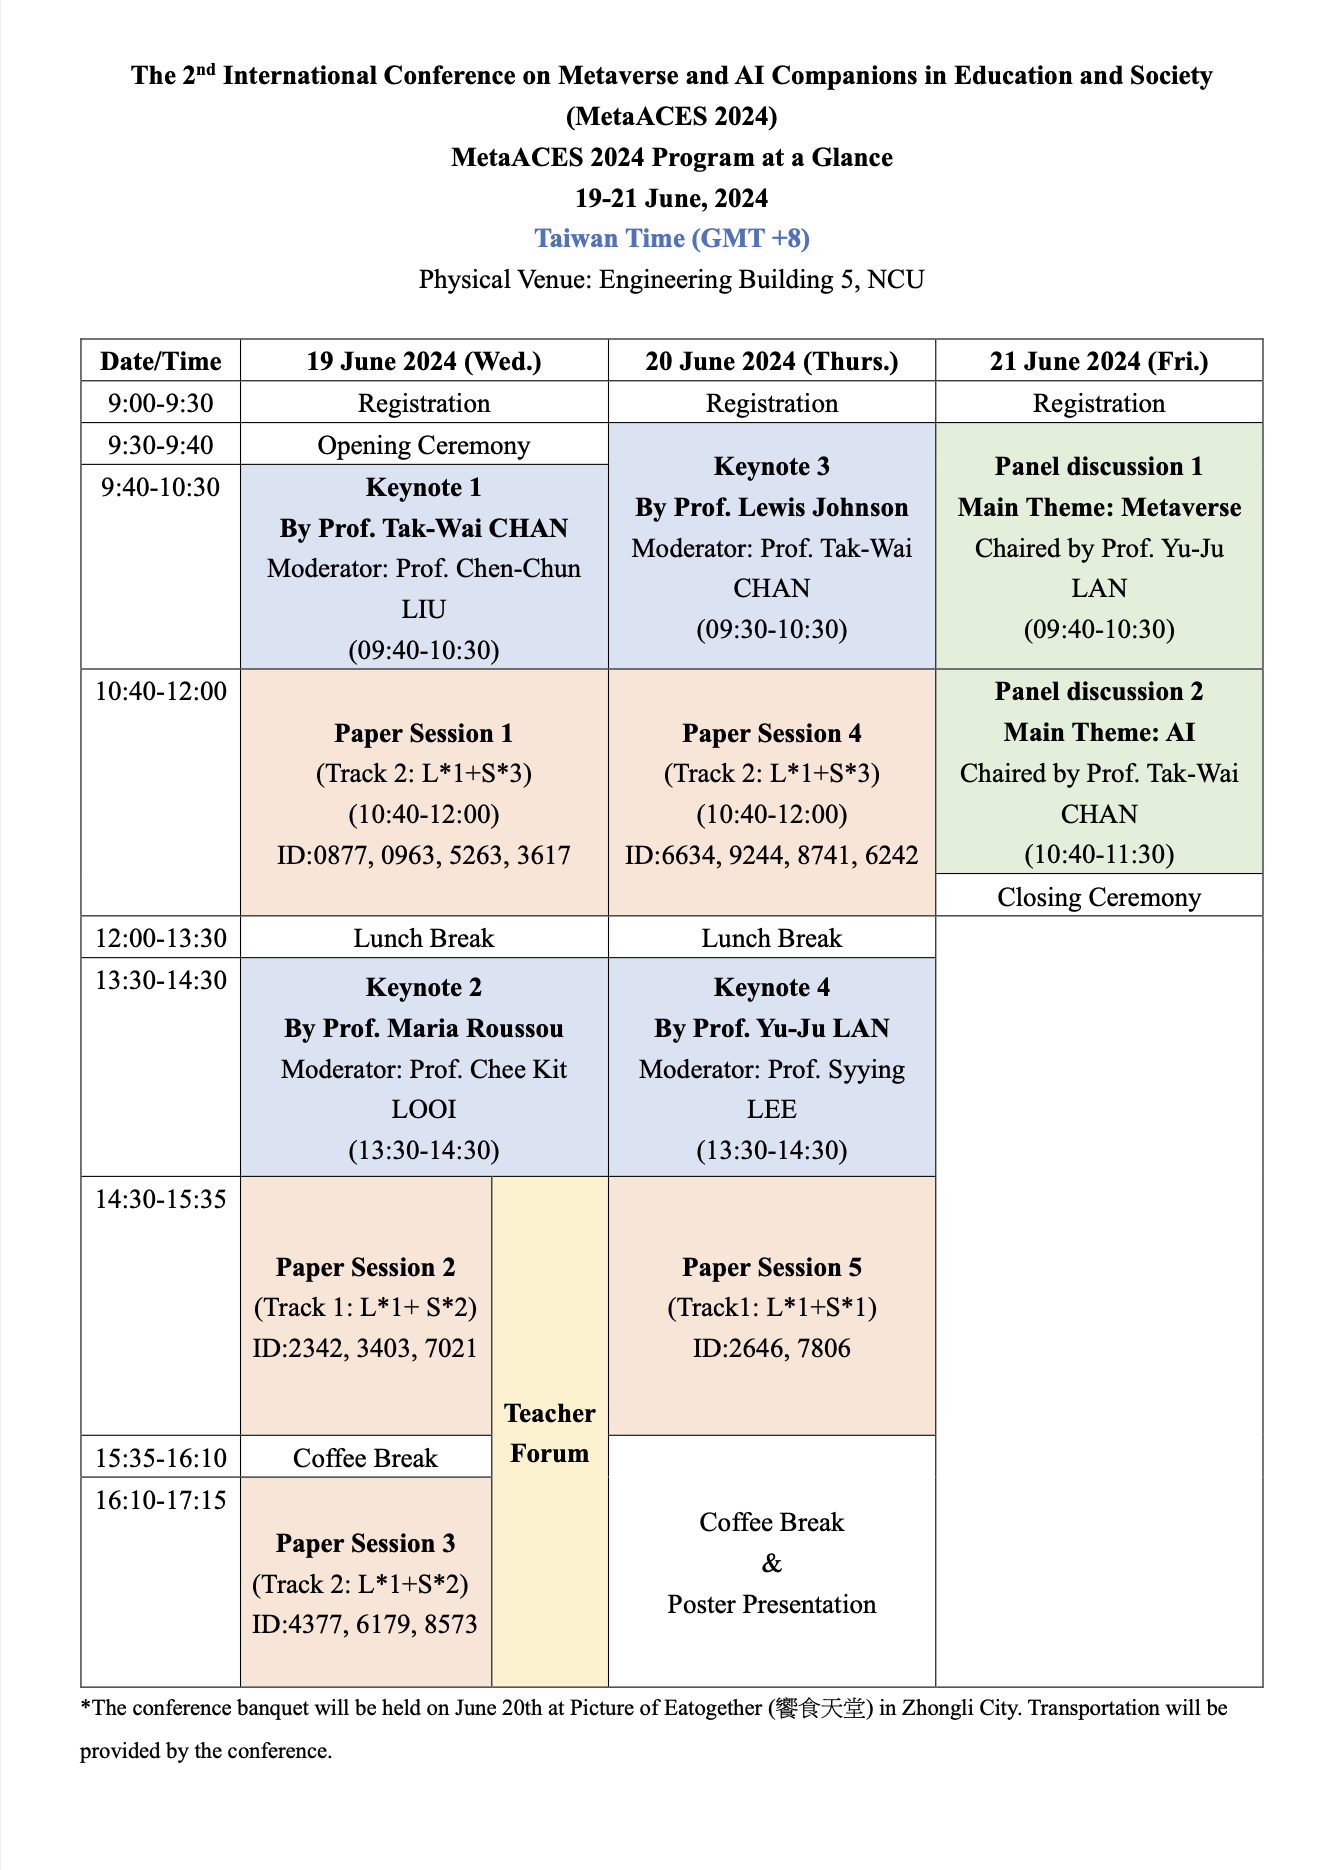 The 2nd International Conference on Metaverse and AI Companions in Education and Society
(MetaACES 2024)
MetaACES 2024 Program at a Glance
19-21 June, 2024
Taiwan Time (GMT +8)
Physical Venue: Engineering Building 5, NCU
Date/Time 19 June 2024 (Wed.) 20 June 2024 (Thurs.) 21 June 2024 (Fri.)
9:00-9:30 Registration Registration Registration
9:30-9:40 Opening Ceremony
9:40-10:30
Keynote 1
By Prof. Tak-Wai CHAN
Moderator: Prof. Chen-Chun
LIU
(09:40-10:30)
Keynote 3
By Prof. Lewis Johnson
Moderator: Prof. Tak-Wai
CHAN
(09:30-10:30)
Panel discussion 1
Main Theme: Metaverse
Chaired by Prof. Yu-Ju
LAN
(09:40-10:30)
10:40-12:00
Paper Session 1
(Track 2: L*1+S*3)
(10:40-12:00)
ID:0877, 0963, 5263, 3617
Paper Session 4
(Track 2: L*1+S*3)
(10:40-12:00)
ID:6634, 9244, 8741, 6242
Panel discussion 2
Main Theme: AI
Chaired by Prof. Tak-Wai
CHAN
(10:40-11:30)
Closing Ceremony
12:00-13:30 Lunch Break Lunch Break
13:30-14:30
Keynote 2
By Prof. Maria Roussou
Moderator: Prof. Chee Kit
LOOI
(13:30-14:30)
Keynote 4
By Prof. Yu-Ju LAN
Moderator: Prof. Syying
LEE
(13:30-14:30)
14:30-15:35
Paper Session 2
(Track 1: L*1+ S*2)
ID:2342, 3403, 7021
Teacher
Forum
Paper Session 5
(Track1: L*1+S*1)
ID:2646, 7806
15:35-16:10 Coffee Break
16:10-17:15
Paper Session 3
(Track 2: L*1+S*2)
ID:4377, 6179, 8573
Coffee Break
&
Poster Presentation
*The conference banquet will be held on June 20th at Picture of Eatogether (饗食天堂) in Zhongli City. Transportation will be
provided by the conference.